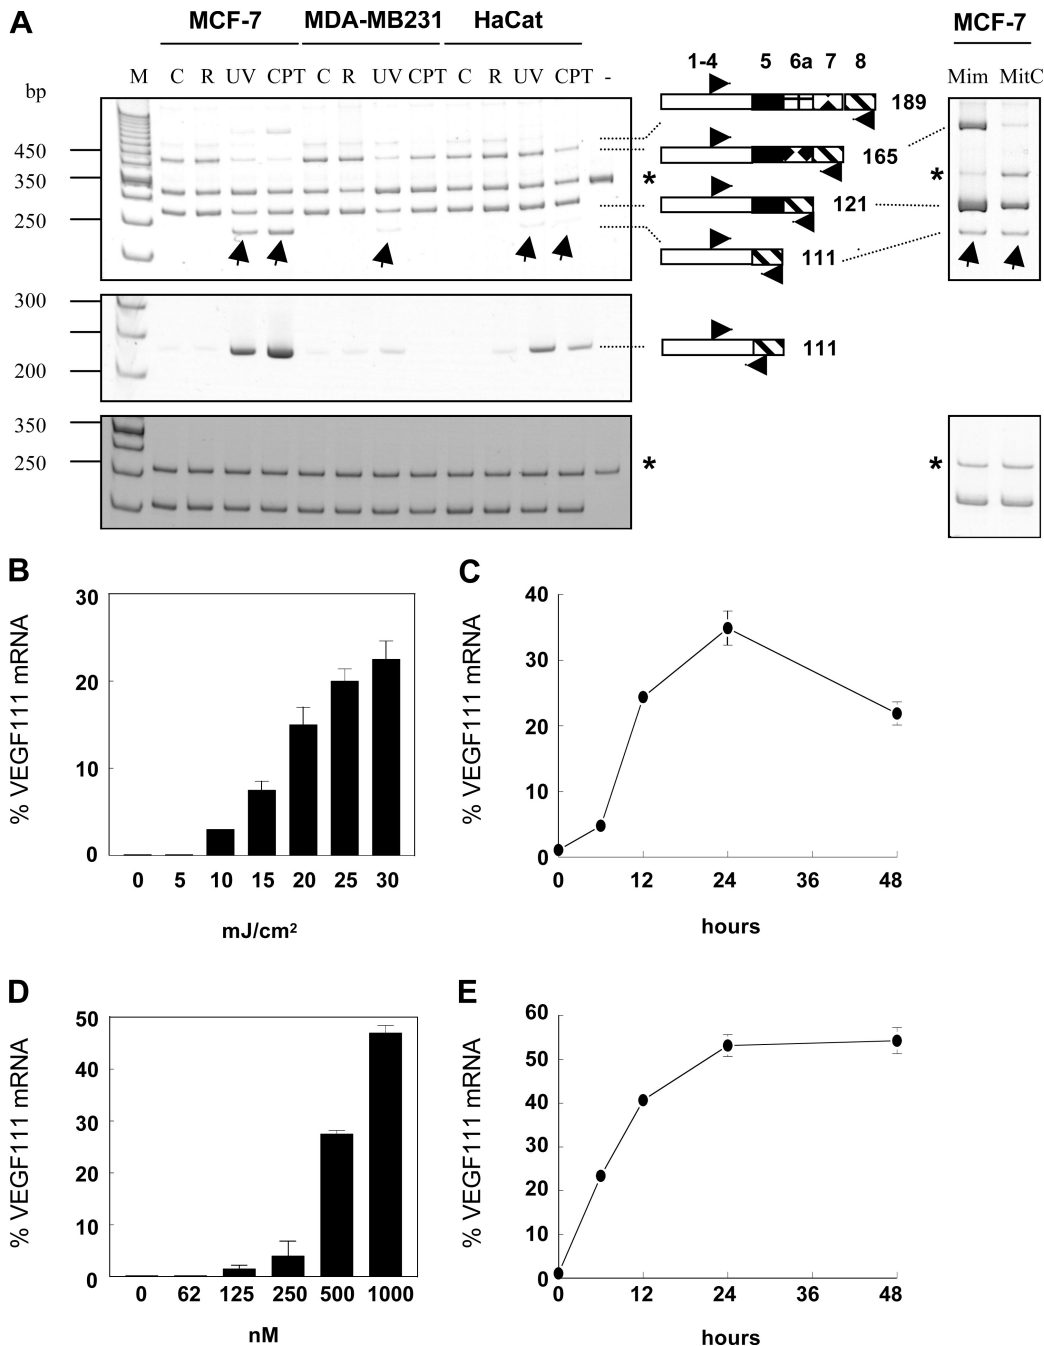 A
MCF-7 MDA-MB231 HaCat MCF-7
M C R UV CPT C R UV CPT C R UV CPT - Mim MitC
bp
450
350
250
1-4 5 6a 7 8
189
165
121
111
*
*
300
200
111
350
250
*
*
B
% VEGF111 mRNA
30
20
10
0
0 5 10 15 20 25 30
mJ/cm²
C
% VEGF111 mRNA
40
30
20
10
0
0 12 24 36 48
hours
D
% VEGF111 mRNA
50
40
30
20
10
0
0 62 125 250 500 1000
nM
E
% VEGF111 mRNA
60
50
40
30
20
10
0
0 12 24 36 48
hours